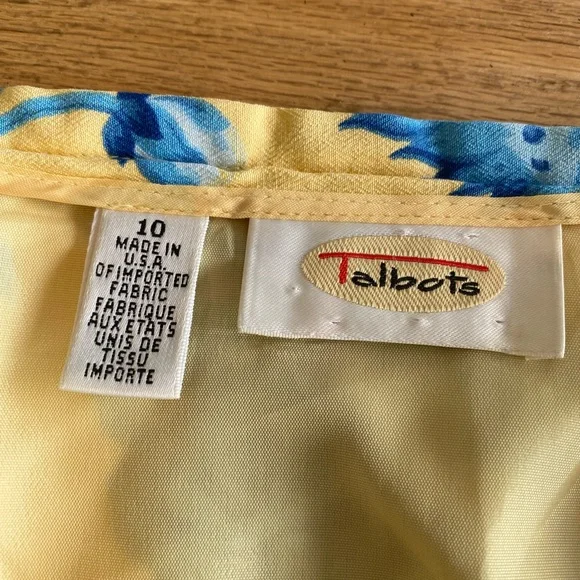 10
MADE IN
U.S.A.
OF IMPORTED
FABRIC
FABRIQUE
AUX ETATS
UNIS DE
TISSU
IMPORTE
Talbots